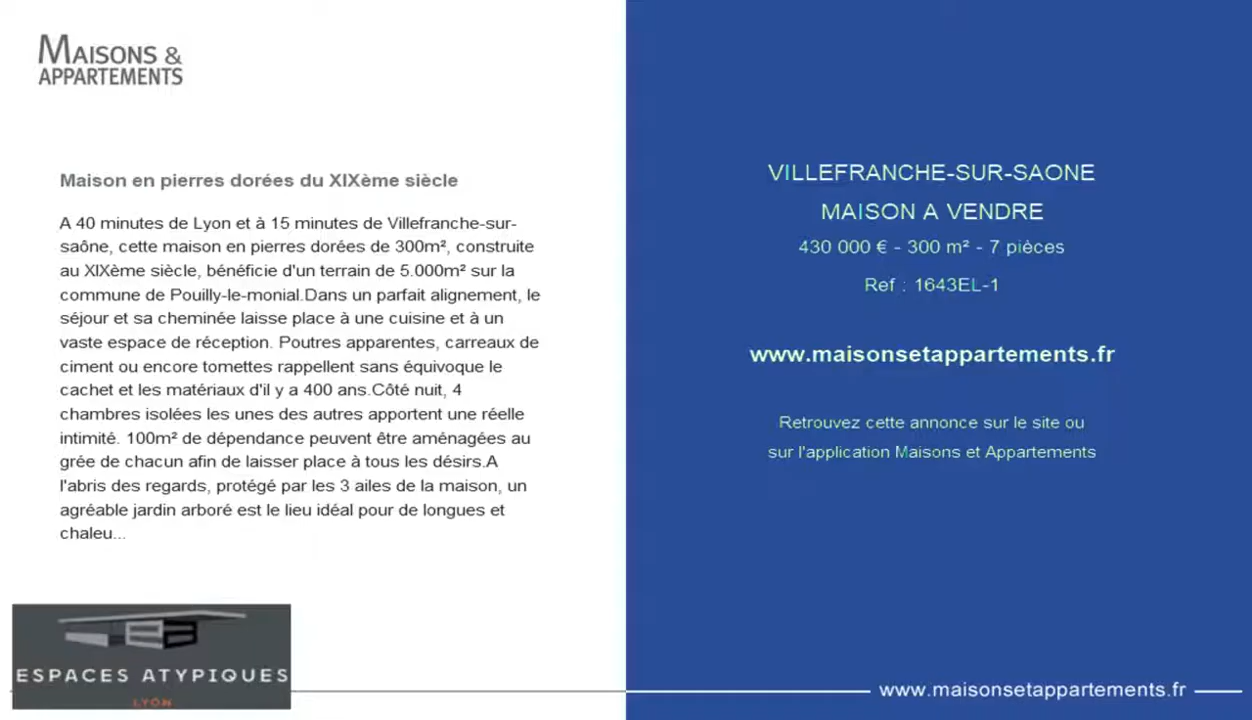 MAISONS &
APPARTEMENTS
Maison en pierres dorées du XIXème siècle
A 40 minutes de Lyon et à 15 minutes de Villefranche-sur-
saône, cette maison en pierres dorées de 300m², construite
au XIXème siècle, bénéficie d'un terrain de 5.000m² sur la
commune de Pouilly-le-monial.Dans un parfait alignement, le
séjour et sa cheminée laisse place à une cuisine et à un
vaste espace de réception. Poutres apparentes, carreaux de
ciment ou encore tomettes rappellent sans équivoque le
cachet et les matériaux d'il y a 400 ans.Côté nuit, 4
chambres isolées les unes des autres apportent une réelle
intimité. 100m² de dépendance peuvent être aménagées au
grée de chacun afin de laisser place à tous les désirs.A
l'abris des regards, protégé par les 3 ailes de la maison, un
agréable jardin arboré est le lieu idéal pour de longues et
chaleu...
ESPACES ATYPIQUES
LYON
VILLEFRANCHE-SUR-SAONE
MAISON A VENDRE
430 000 € - 300 m² - 7 pièces
Ref : 1643EL-1
www.maisonsetappartements.fr
Retrouvez cette annonce sur le site ou
sur l'application Maisons et Appartements
www.maisonsetappartements.fr